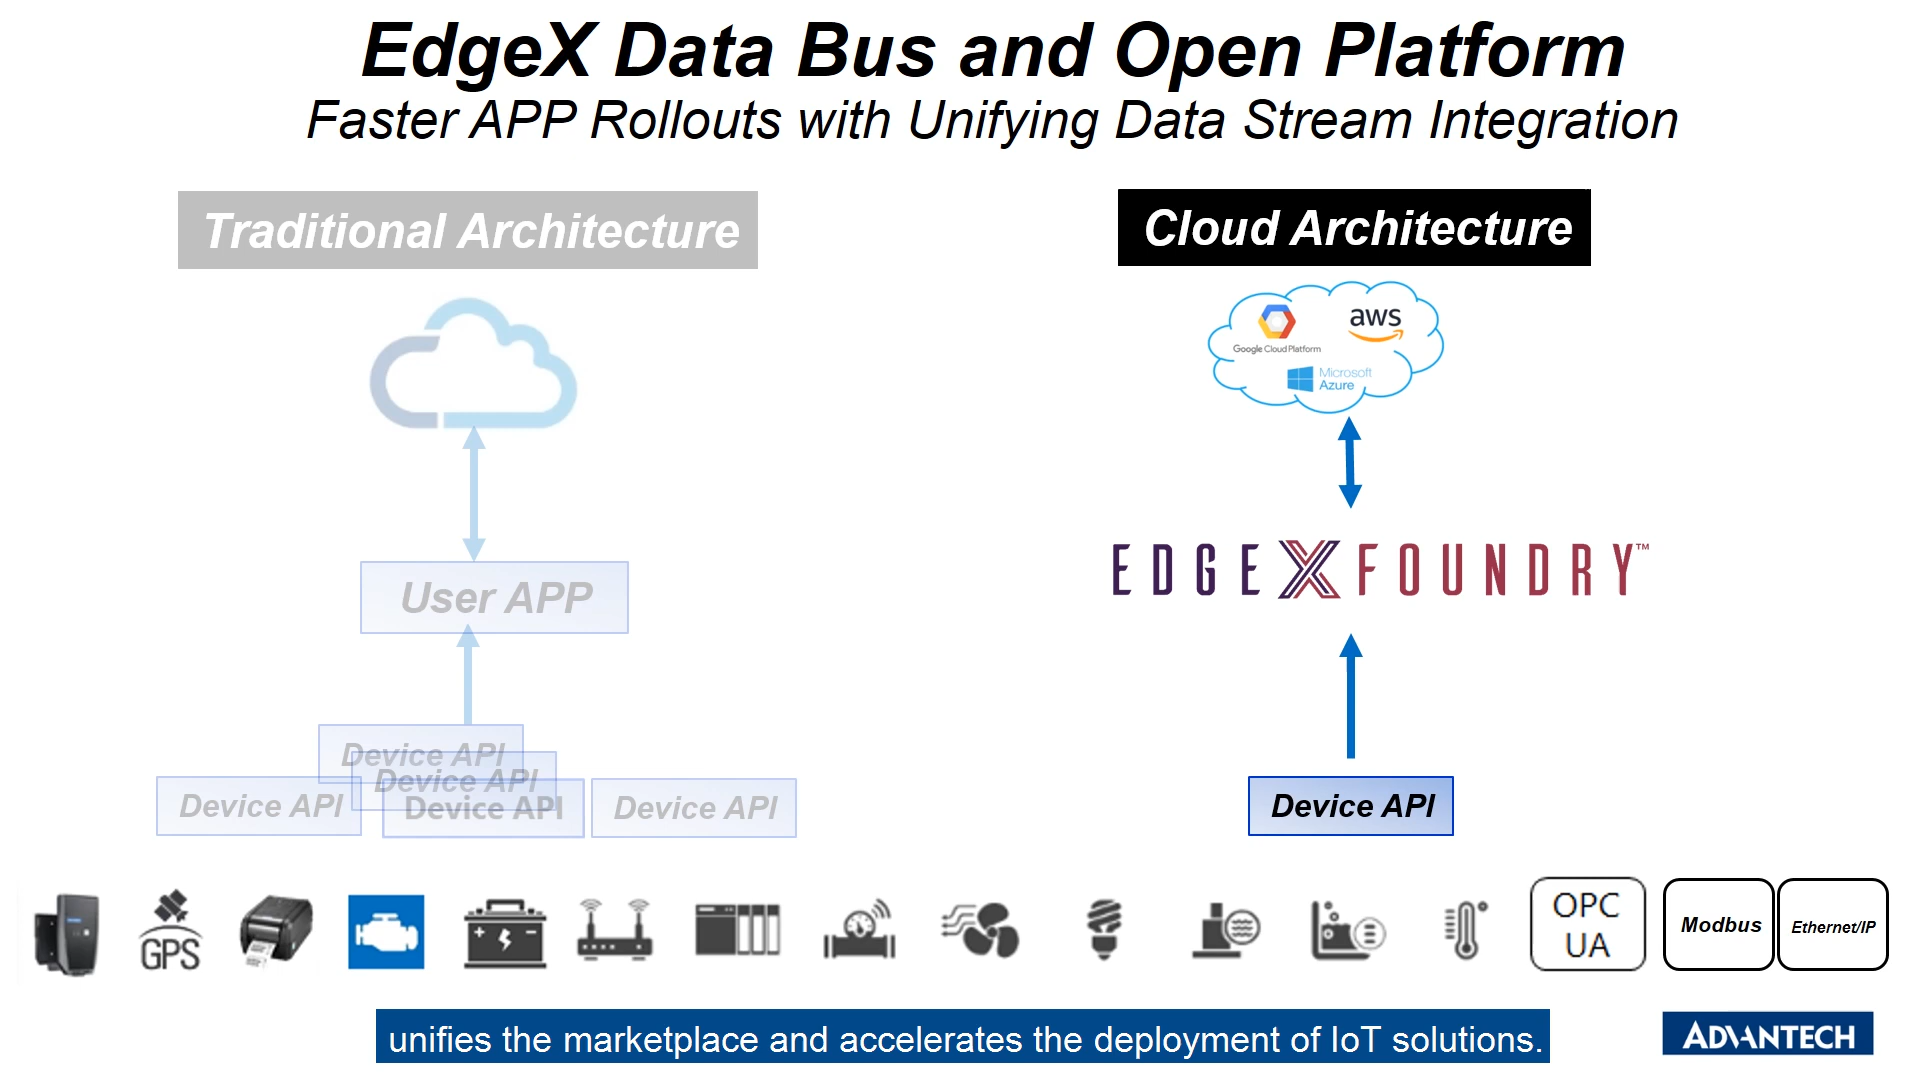 EdgeX Data Bus and Open Platform
Faster APP Rollouts with Unifying Data Stream Integration
Traditional Architecture
Cloud Architecture
Google Cloud Platform
aws
Microsoft
Azure
User APP
EDGE X FOUNDRY™
Device API
Device API
Device API
Device API
Device API
Device API
GPS
OPC
UA
Modbus
Ethernet/IP
unifies the marketplace and accelerates the deployment of IoT solutions.
ADVANTECH